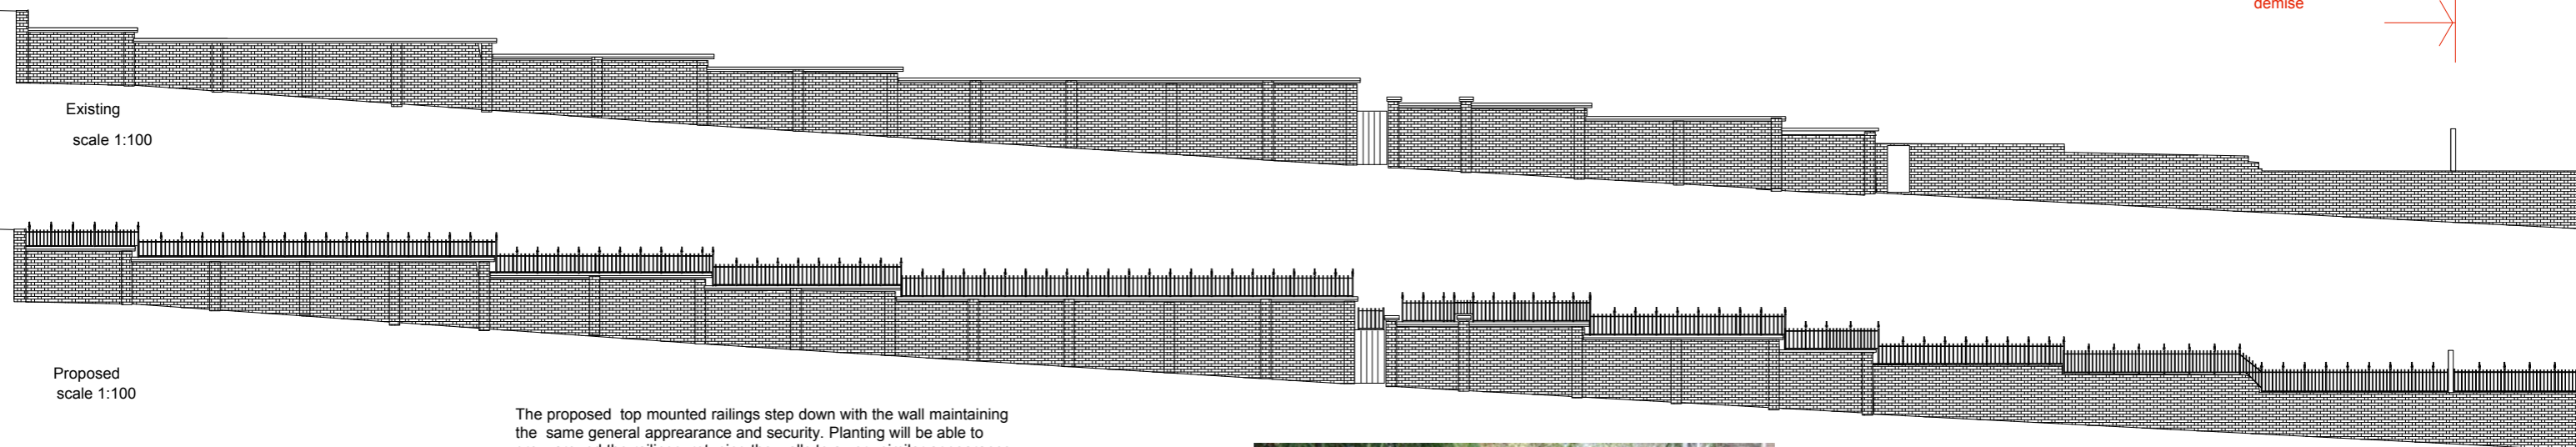 demise
Existing
scale 1:100
Proposed
scale 1:100
The proposed  top mounted railings step down with the wall maintaining
the  same general apprearance and security. Planting will be able to